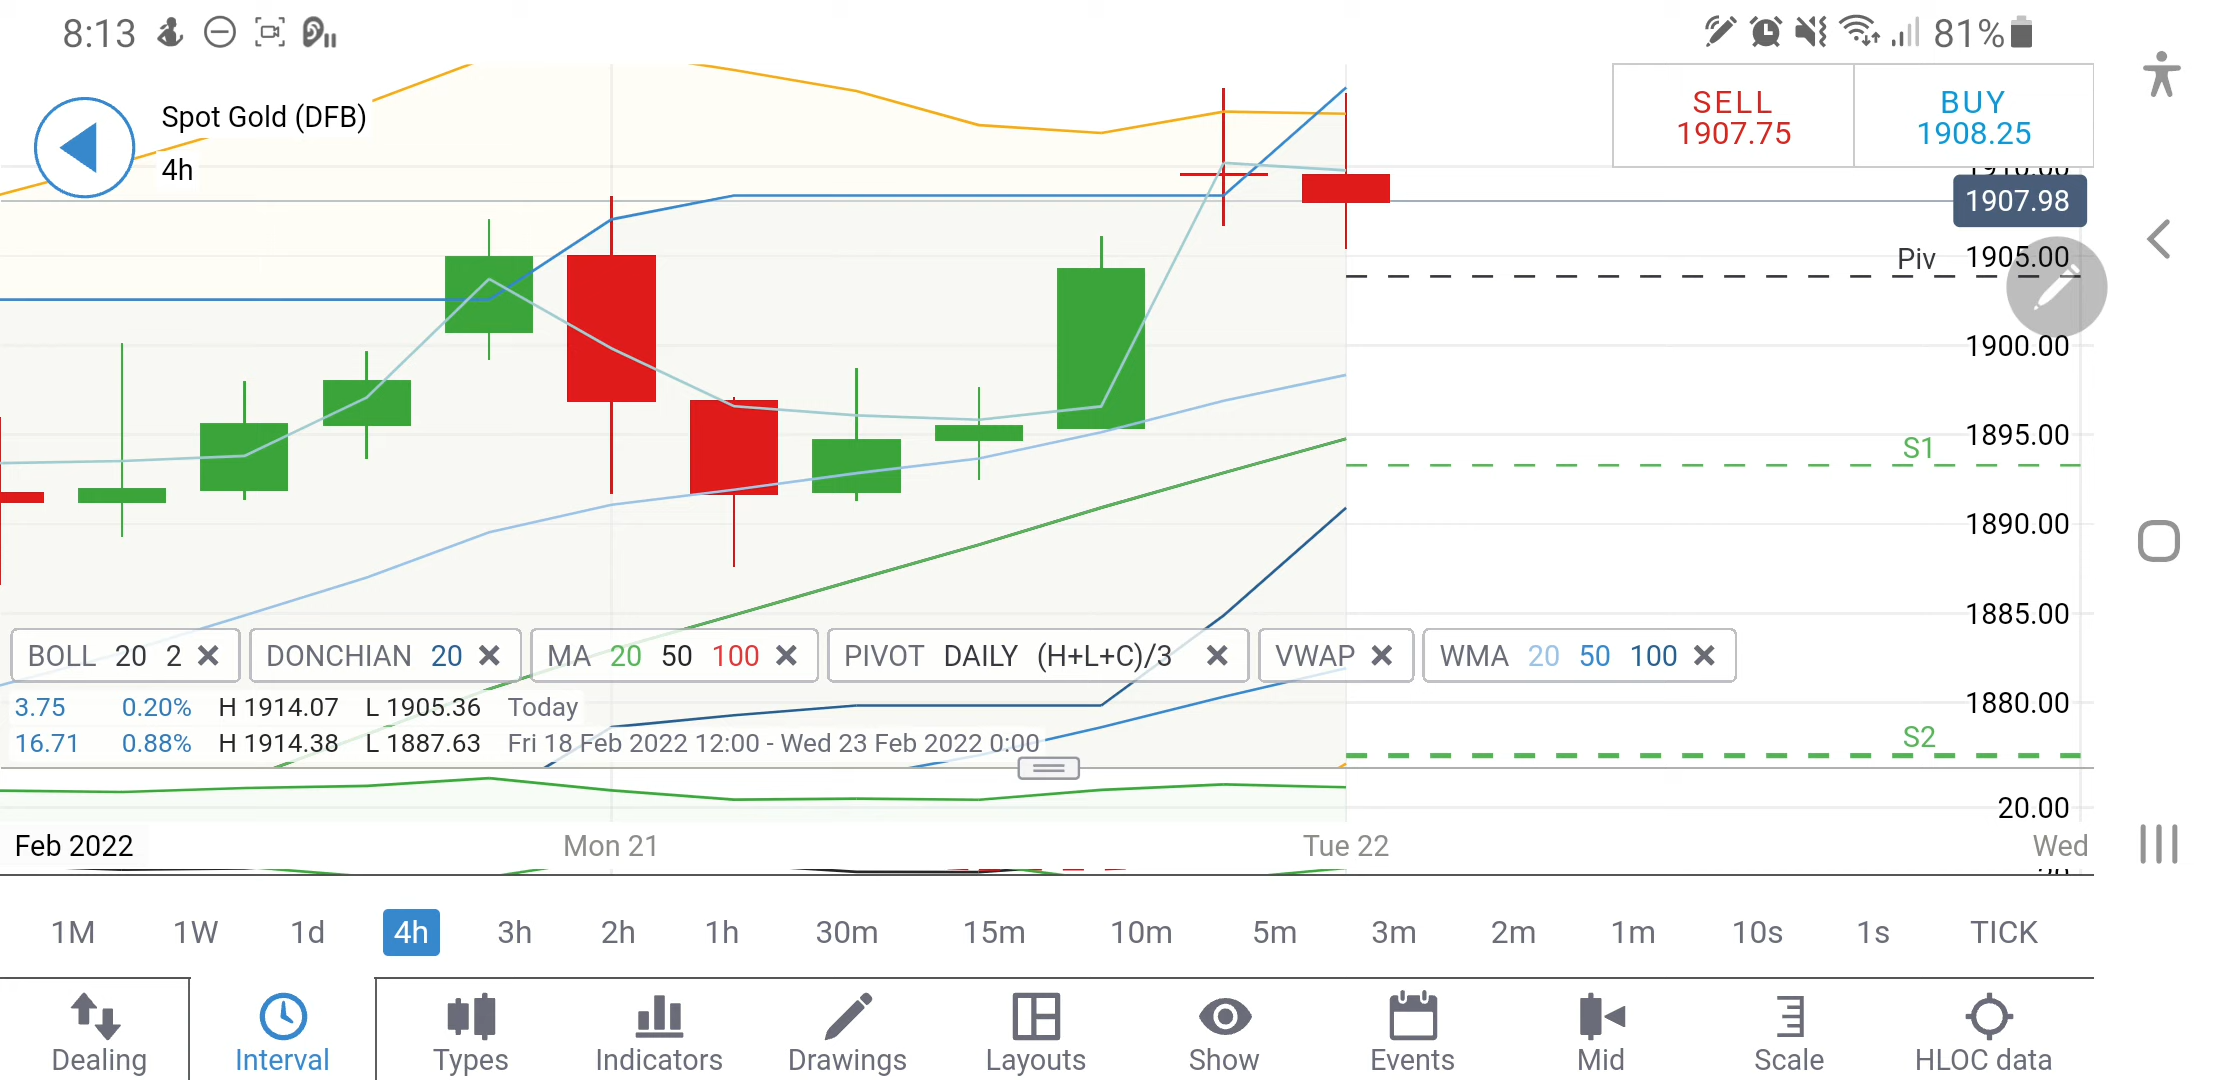 8:13
81%
Spot Gold (DFB)
4h
SELL
1907.75
BUY
1908.25
1910.00
1907.98
Piv
1905.00
1900.00
1895.00
S1
1890.00
1885.00
BOLL 20 2
DONCHIAN 20
MA 20 50 100
PIVOT DAILY (H+L+C)/3
VWAP
WMA 20 50 100
3.75 0.20% H 1914.07 L 1905.36 Today
1880.00
16.71 0.88% H 1914.38 L 1887.63 Fri 18 Feb 2022 12:00 - Wed 23 Feb 2022 0:00
S2
20.00
Feb 2022 Mon 21 Tue 22 Wed
1M 1W 1d 4h 3h 2h 1h 30m 15m 10m 5m 3m 2m 1m 10s 1s TICK
Dealing Interval Types Indicators Drawings Layouts Show Events Mid Scale HLOC data